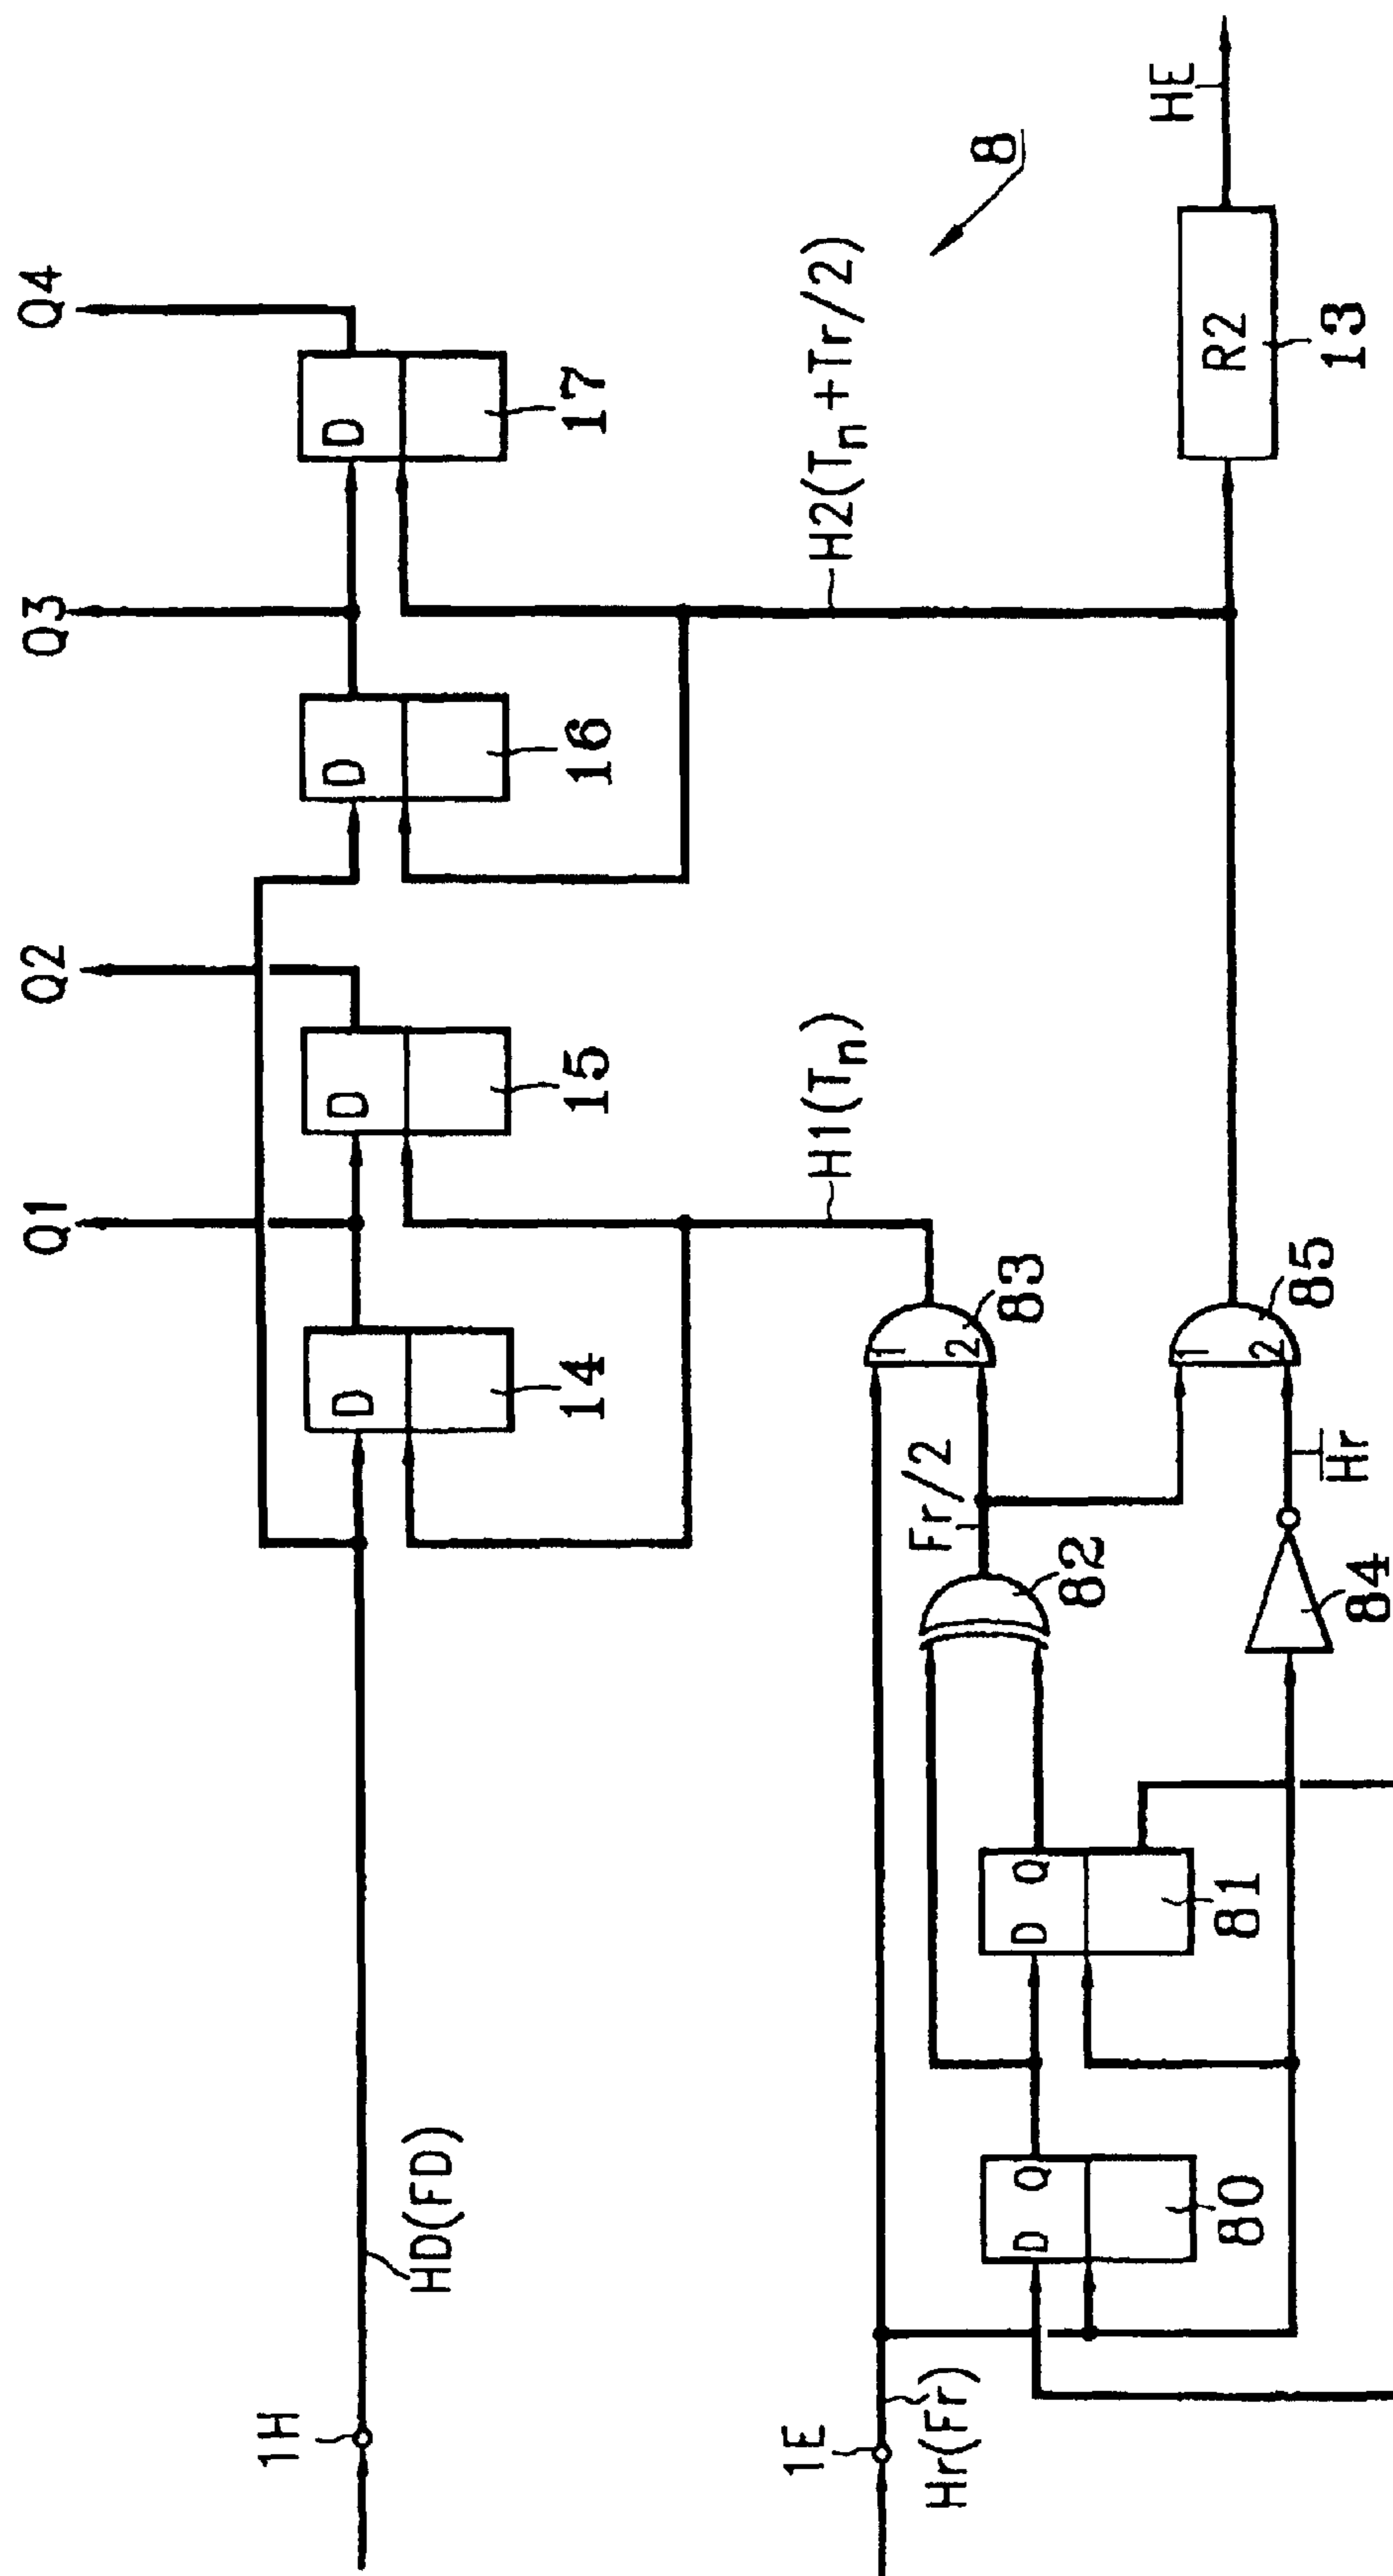 Q1
Q2
Q3
Q4
D
14
D
15
D
16
D
17
1H
HD(FD)
H1(Tn)
H2(Tn+Tr/2)
8
1E
Hr(Fr)
D Q
80
D Q
81
82
Fr/2
1
2
83
84
Hr
1
2
85
R2
13
HE